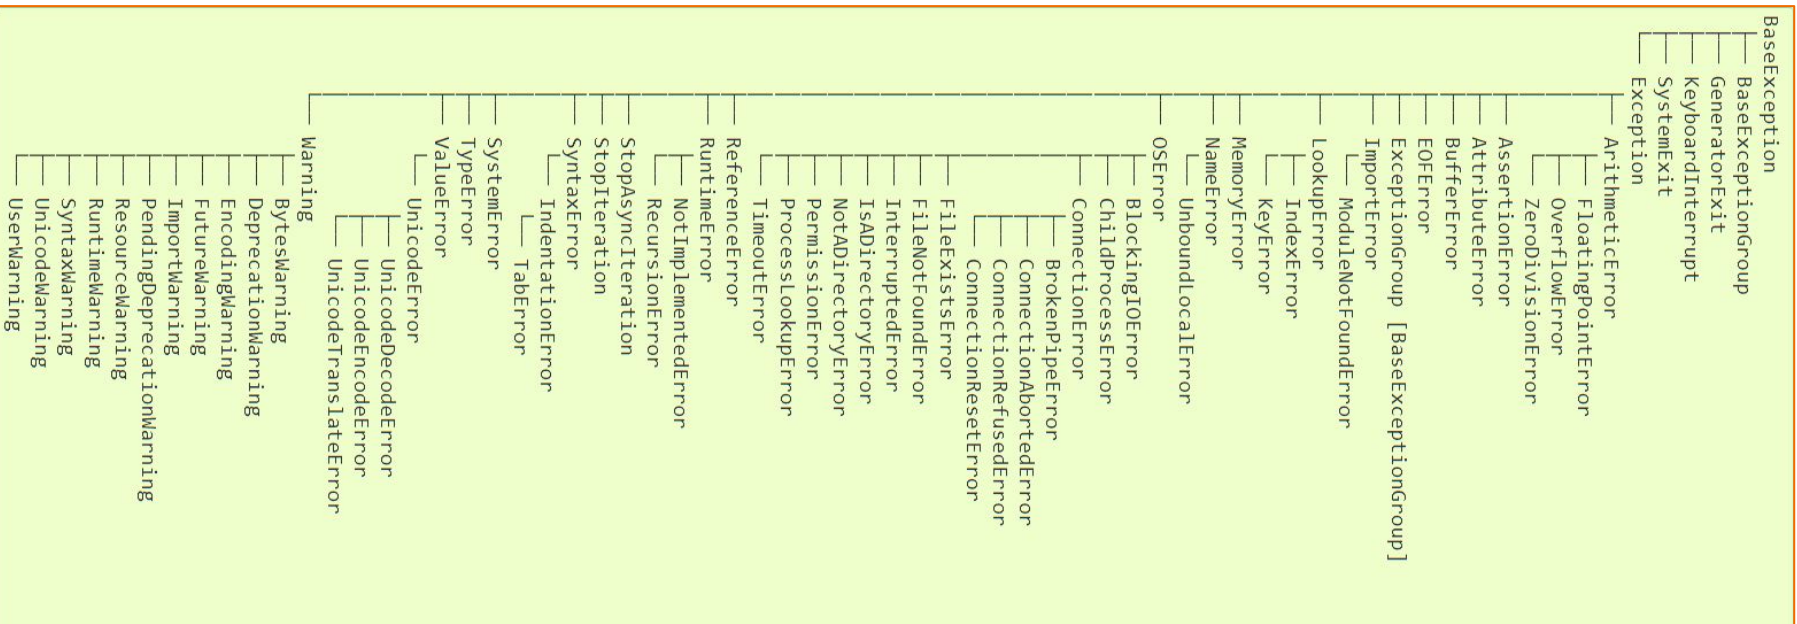 BaseException
├── BaseExceptionGroup
├── GeneratorExit
├── KeyboardInterrupt
├── SystemExit
└── Exception
    ├── ArithmeticError
    │    ├── FloatingPointError
    │    ├── OverflowError
    │    └── ZeroDivisionError
    ├── AssertionError
    ├── AttributeError
    ├── BufferError
    ├── EOFError
    ├── ExceptionGroup [BaseExceptionGroup]
    ├── ImportError
    │    └── ModuleNotFoundError
    ├── LookupError
    │    ├── IndexError
    │    └── KeyError
    ├── MemoryError
    ├── NameError
    │    └── UnboundLocalError
    ├── OSError
    │    ├── BlockingIOError
    │    ├── ChildProcessError
    │    ├── ConnectionError
    │    │    ├── BrokenPipeError
    │    │    ├── ConnectionAbortedError
    │    │    ├── ConnectionRefusedError
    │    │    └── ConnectionResetError
    │    ├── FileExistsError
    │    ├── FileNotFoundError
    │    ├── InterruptedError
    │    ├── IsADirectoryError
    │    ├── NotADirectoryError
    │    ├── PermissionError
    │    ├── ProcessLookupError
    │    └── TimeoutError
    ├── ReferenceError
    ├── RuntimeError
    │    ├── NotImplementedError
    │    └── RecursionError
    ├── StopAsyncIteration
    ├── StopIteration
    ├── SyntaxError
    │    └── IndentationError
    │         └── TabError
    ├── SystemError
    ├── TypeError
    ├── ValueError
    │    └── UnicodeError
    │         ├── UnicodeDecodeError
    │         ├── UnicodeEncodeError
    │         └── UnicodeTranslateError
    └── Warning
         ├── BytesWarning
         ├── DeprecationWarning
         ├── EncodingWarning
         ├── FutureWarning
         ├── ImportWarning
         ├── PendingDeprecationWarning
         ├── ResourceWarning
         ├── RuntimeWarning
         ├── SyntaxWarning
         ├── UnicodeWarning
         └── UserWarning